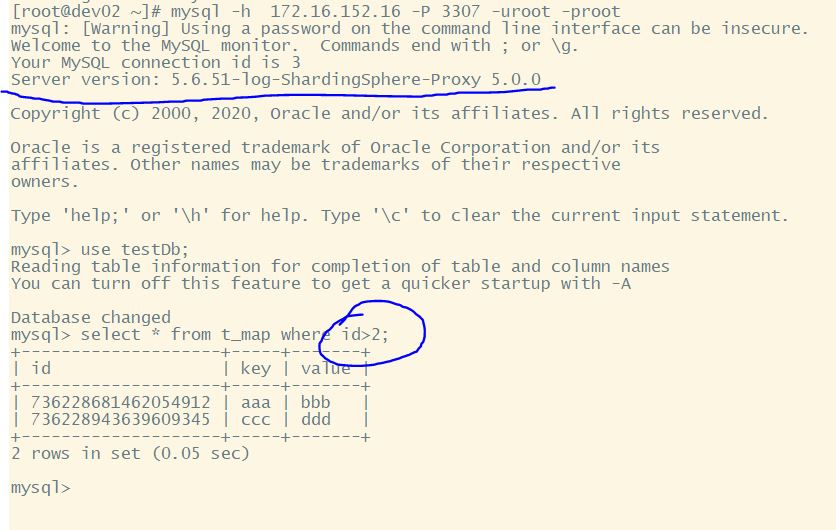 [root@dev02 ~]# mysql -h  172.16.152.16 -P 3307 -uroot -proot
mysql: [Warning] Using a password on the command line interface can be insecure.
Welcome to the MySQL monitor.  Commands end with ; or \g.
Your MySQL connection id is 3
Server version: 5.6.51-log-ShardingSphere-Proxy 5.0.0
Copyright (c) 2000, 2020, Oracle and/or its affiliates. All rights reserved.
Oracle is a registered trademark of Oracle Corporation and/or its
affiliates. Other names may be trademarks of their respective
owners.
Type 'help;' or '\h' for help. Type '\c' to clear the current input statement.
mysql> use testDb;
Reading table information for completion of table and column names
You can turn off this feature to get a quicker startup with -A
Database changed
mysql> select * from t_map where id>2;
+--------------------+-----+-------+
| id                 | key | value |
+--------------------+-----+-------+
| 736228681462054912 | aaa | bbb   |
| 736228943639609345 | ccc | ddd   |
+--------------------+-----+-------+
2 rows in set (0.05 sec)
mysql>